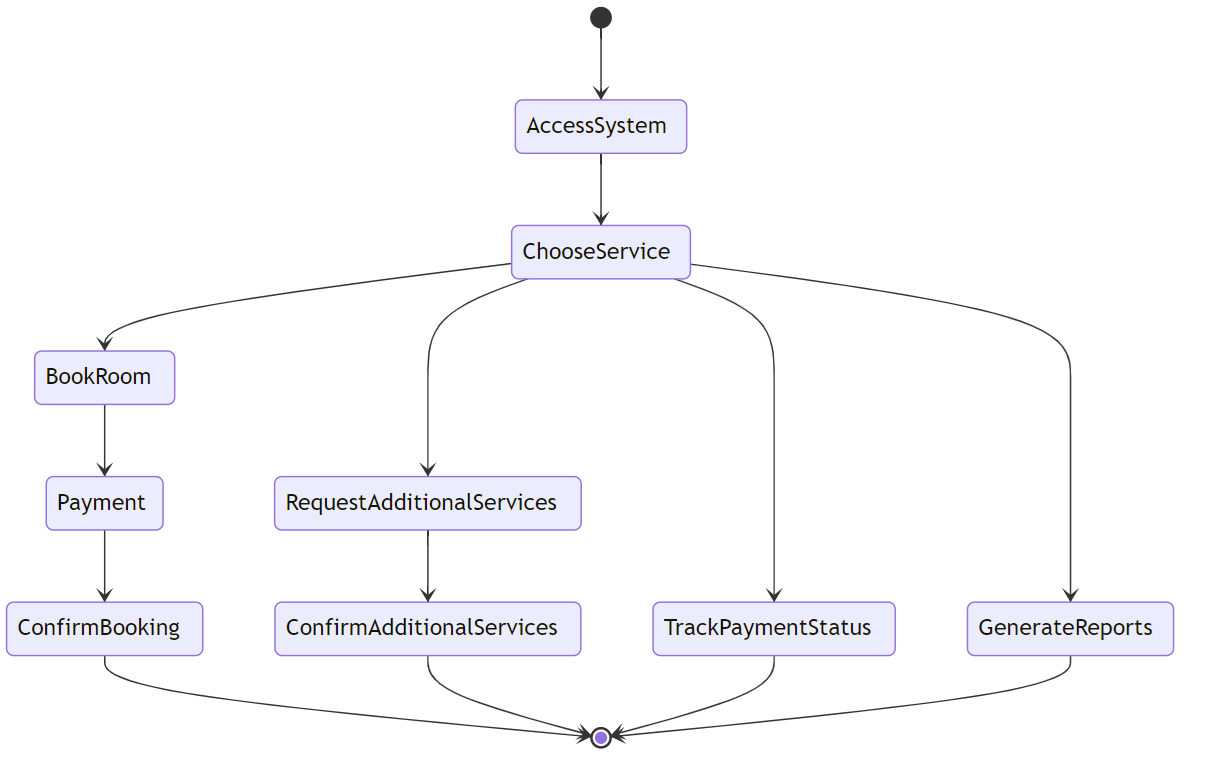 AccessSystem
ChooseService
BookRoom
Payment
RequestAdditionalServices
ConfirmBooking
ConfirmAdditionalServices
TrackPaymentStatus
GenerateReports